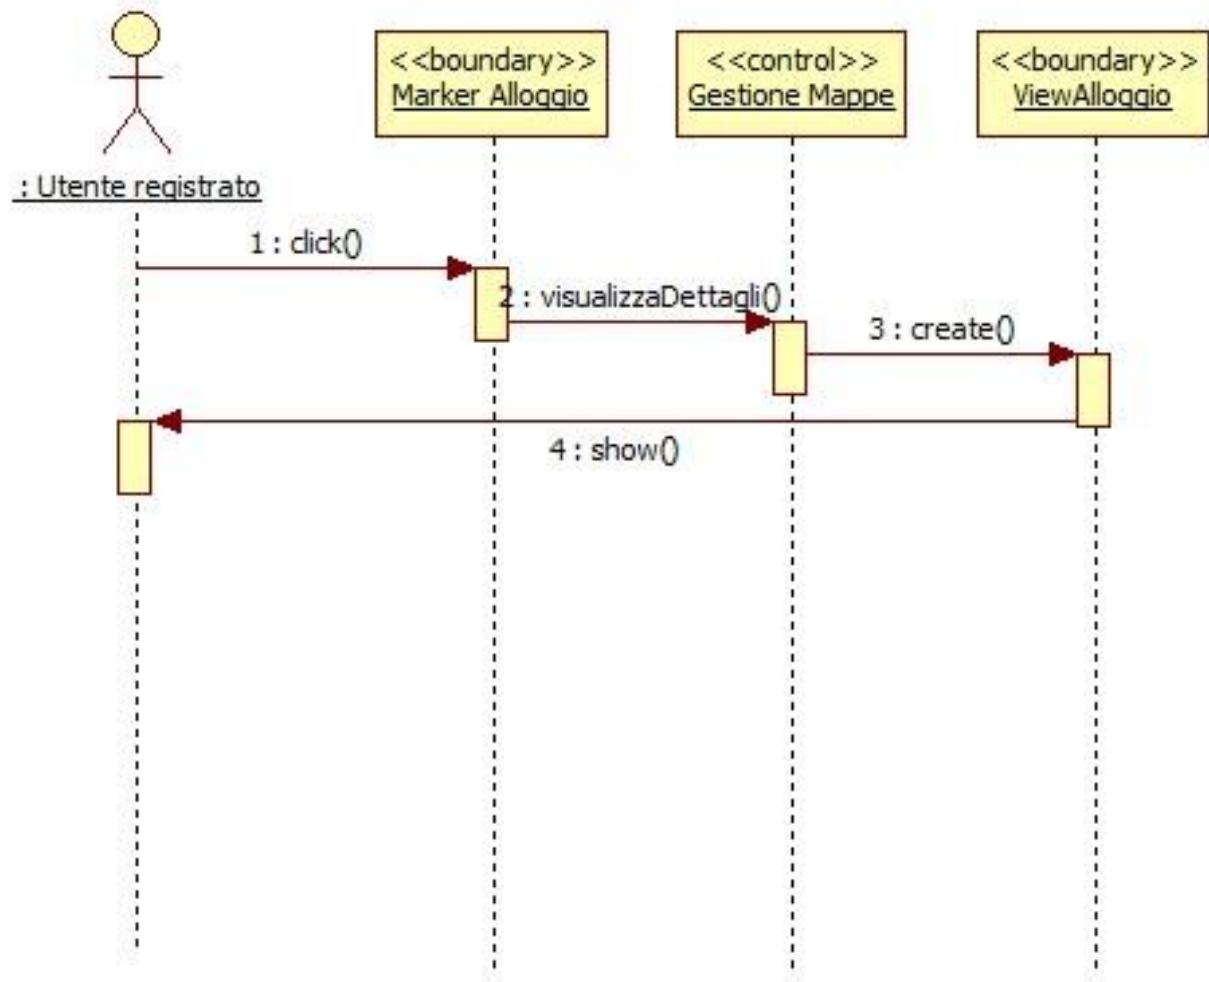 <<boundary>>
Marker Alloggio
<<control>>
Gestione Mappe
<<boundary>>
ViewAlloggio
: Utente registrato
1 : click()
2 : visualizzaDettagli()
3 : create()
4 : show()